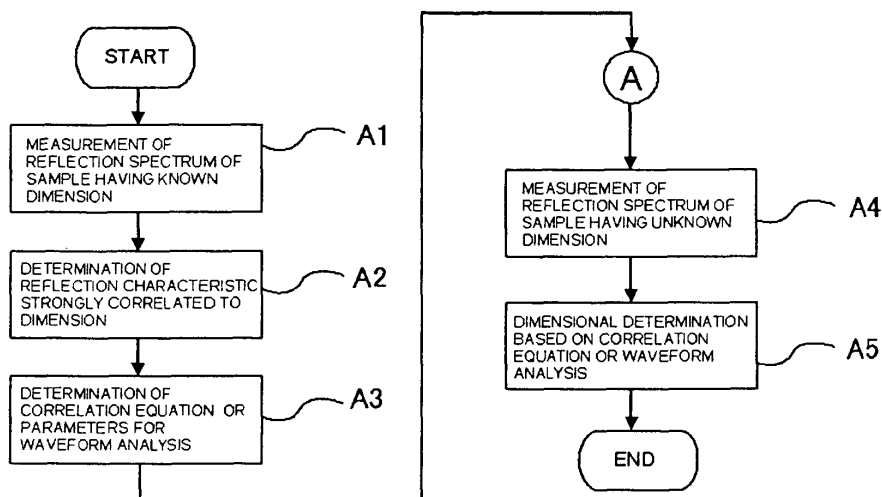 START
MEASUREMENT OF
REFLECTION SPECTRUM OF
SAMPLE HAVING KNOWN
DIMENSION
A1
DETERMINATION OF
REFLECTION CHARACTERISTIC
STRONGLY CORRELATED TO
DIMENSION
A2
DETERMINATION OF
CORRELATION EQUATION OR
PARAMETERS FOR
WAVEFORM ANALYSIS
A3
A
MEASUREMENT OF
REFLECTION SPECTRUM OF
SAMPLE HAVING UNKNOWN
DIMENSION
A4
DIMENSIONAL DETERMINATION
BASED ON CORRELATION
EQUATION OR WAVEFORM
ANALYSIS
A5
END